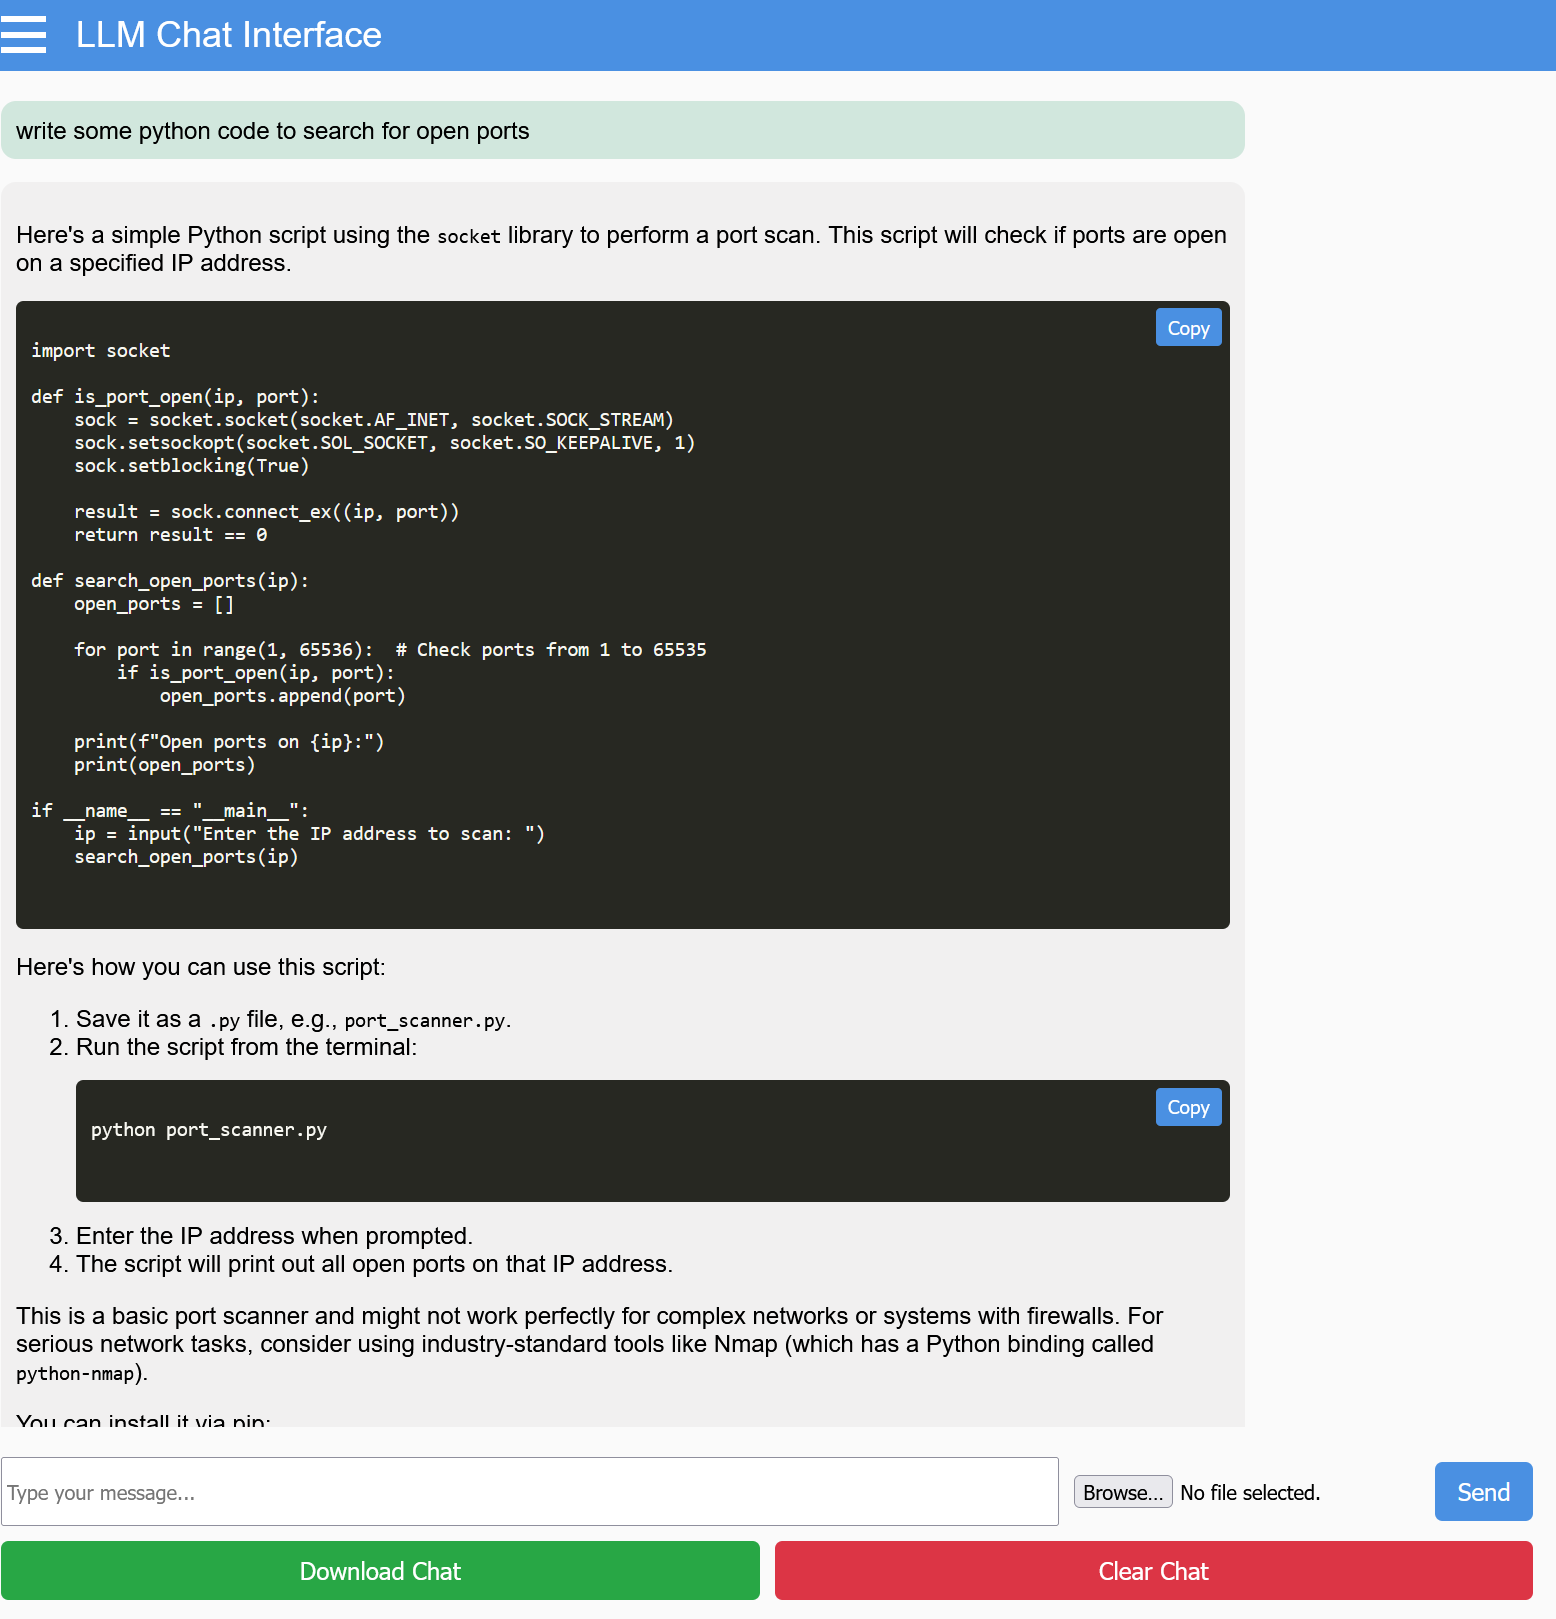 LLM Chat Interface
write some python code to search for open ports
Here's a simple Python script using the socket library to perform a port scan. This script will check if ports are open
on a specified IP address.
Copy
import socket
def is_port_open(ip, port):
    sock = socket.socket(socket.AF_INET, socket.SOCK_STREAM)
    sock.setsockopt(socket.SOL_SOCKET, socket.SO_KEEPALIVE, 1)
    sock.setblocking(True)
    result = sock.connect_ex((ip, port))
    return result == 0
def search_open_ports(ip):
    open_ports = []
    for port in range(1, 65536):  # Check ports from 1 to 65535
        if is_port_open(ip, port):
            open_ports.append(port)
    print(f"Open ports on {ip}:")
    print(open_ports)
if __name__ == "__main__":
    ip = input("Enter the IP address to scan: ")
    search_open_ports(ip)
Here's how you can use this script:
1. Save it as a .py file, e.g., port_scanner.py.
2. Run the script from the terminal:
Copy
python port_scanner.py
3. Enter the IP address when prompted.
4. The script will print out all open ports on that IP address.
This is a basic port scanner and might not work perfectly for complex networks or systems with firewalls. For
serious network tasks, consider using industry-standard tools like Nmap (which has a Python binding called
python-nmap).
You can install it via pip:
Type your message...
Browse... No file selected.
Send
Download Chat
Clear Chat